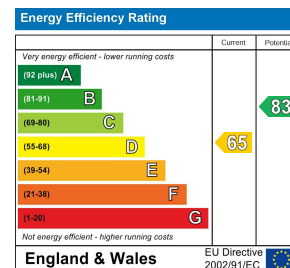 Energy Efficiency Rating
Current Potentia
Very energy efficient - lower running costs
(92 plus) A
(81-91) B
(69-80) C
(55-68) D
(39-54) E
(21-38) F
(1-20) G
65
83
Not energy efficient - higher running costs
England & Wales
EU Directive
2002/91/EC